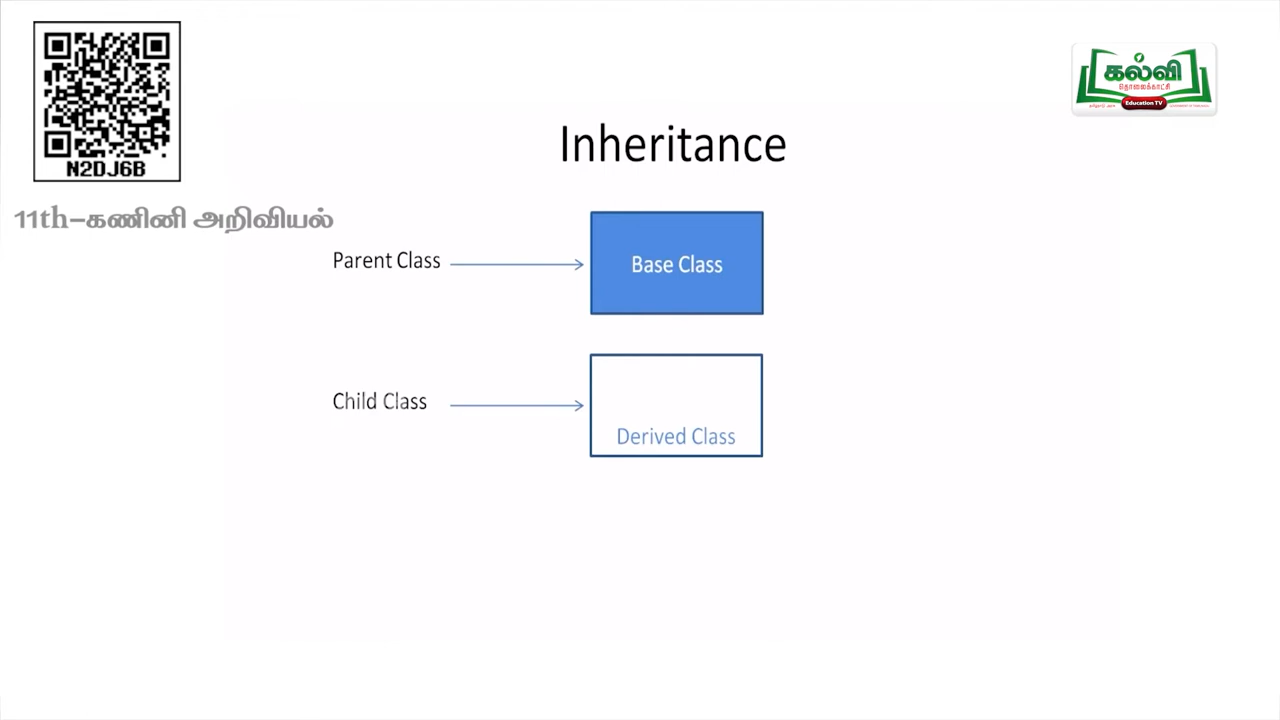 N2DJ6B
கல்வி
தொலைக்காட்சி
Education TV
11th-கணினி அறிவியல்
Inheritance
Parent Class
Base Class
Child Class
Derived Class